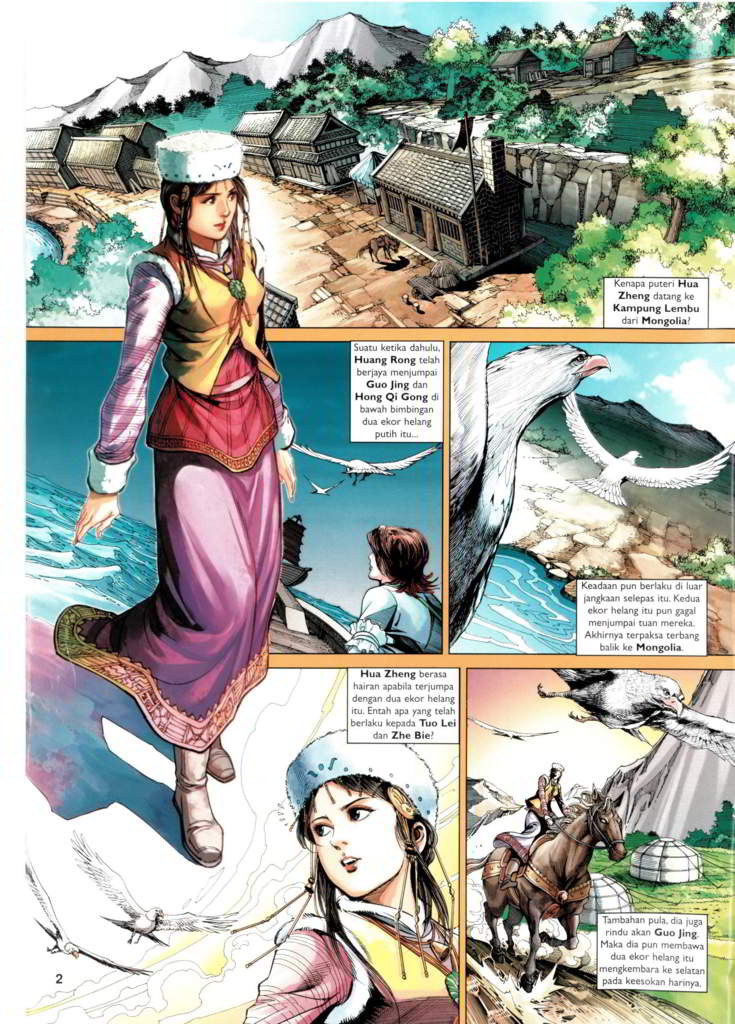 Kenapa puteri Hua
Zheng datang ke
Kampung Lembu
dari Mongolia?
Suatu ketika dahulu,
Huang Rong telah
berjaya menjumpai
Guo Jing dan
Hong Qi Gong di
bawah bimbingan
dua ekor helang
putih itu...
Keadaan pun berlaku di luar
jangkaan selepas itu. Kedua
ekor helang itu pun gagal
menjumpai tuan mereka.
Akhirnya terpaksa terbang
balik ke Mongolia.
Hua Zheng berasa
hairan apabila terjumpa
dengan dua ekor helang
itu. Entah apa yang telah
berlaku kepada Tuo Lei
dan Zhe Bie?
Tambahan pula, dia juga
rindu akan Guo Jing.
Maka dia pun membawa
dua ekor helang itu
mengkembara ke selatan
pada keesokan harinya.
2